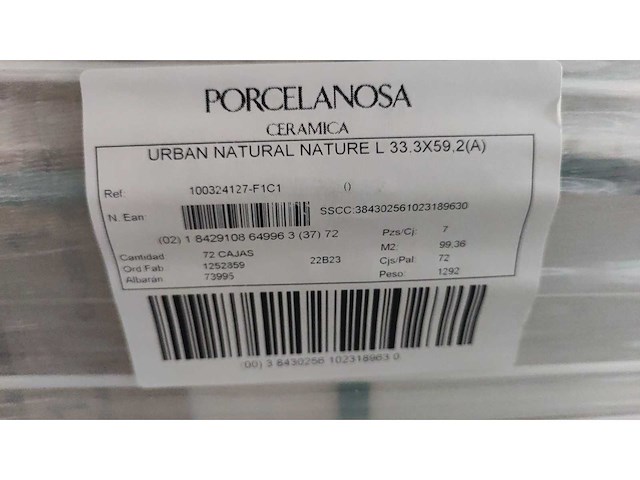 PORCELANOSA
CERAMICA
URBAN NATURAL NATURE L 33.3X59,2(A)
Ref: 100324127-F1C1 ()
N. Ean SSCC:384302561023189630
(02) 1 8429108 64996 3 (37) 72 Pzs/Cj: 7
M2: 99,36
Cantidad 72 CAJAS Cjs/Pal: 72
Ord Fab 1252859 22B23 Peso: 1292
Albarán 73995
(00) 3 8430256 102318963 0